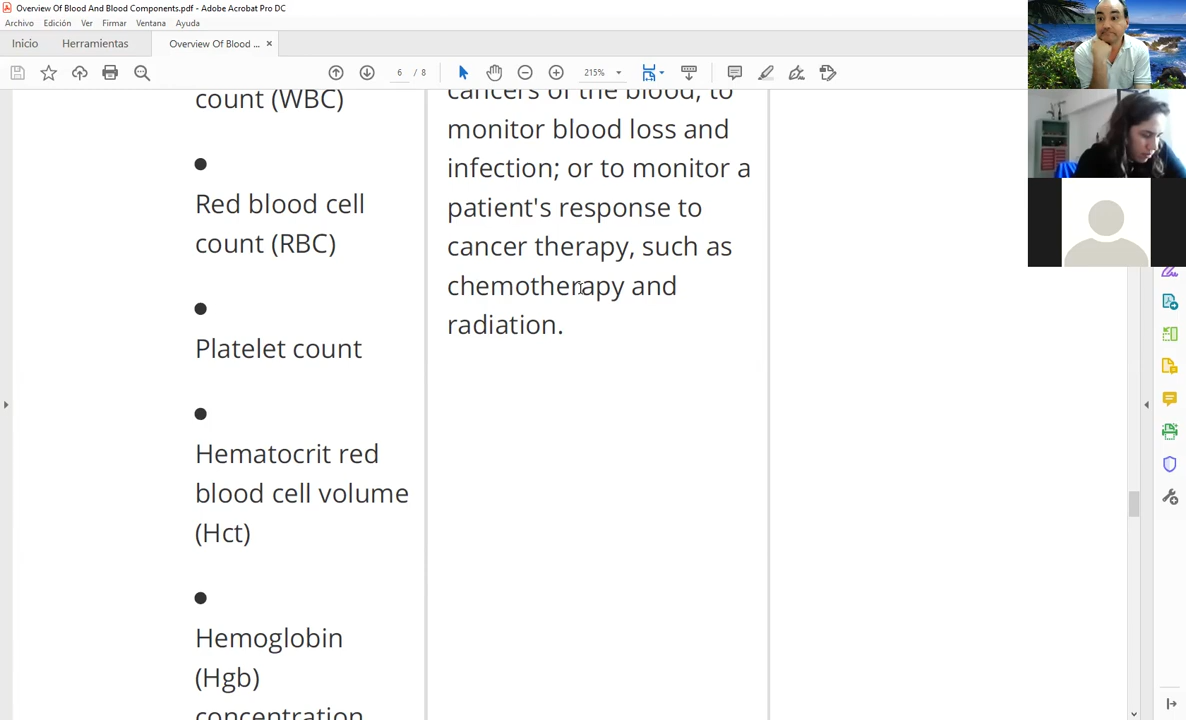 Overview Of Blood And Blood Components.pdf - Adobe Acrobat Pro DC
Archivo Edición Ver Firmar Ventana Ayuda
Inicio Herramientas Overview Of Blood ... ×
6 / 8 215%
count (WBC)
● 
Red blood cell
count (RBC)
● 
Platelet count
● 
Hematocrit red
blood cell volume
(Hct)
● 
Hemoglobin
(Hgb)
concentration
cancers of the blood; to
monitor blood loss and
infection; or to monitor a
patient's response to
cancer therapy, such as
chemotherapy and
radiation.